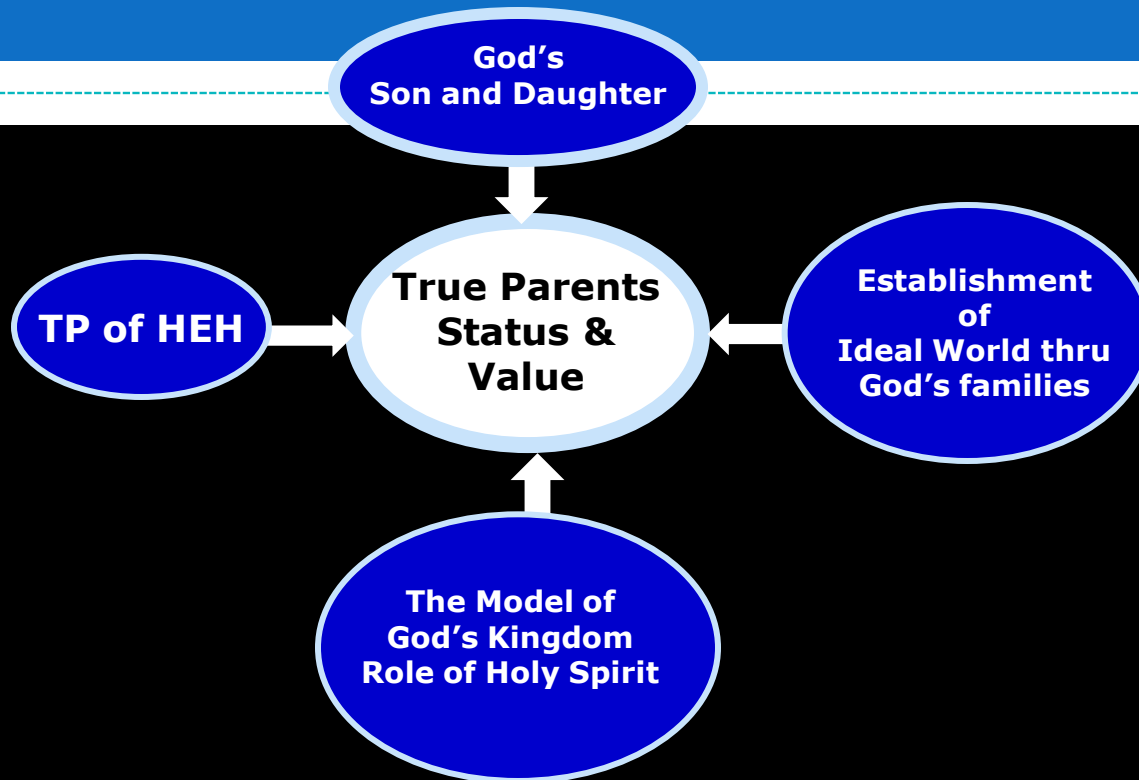 God’s
Son and Daughter
True Parents
Status &
Value
TP of HEH
Establishment
of
Ideal World thru
God’s families
The Model of
God’s Kingdom
Role of Holy Spirit